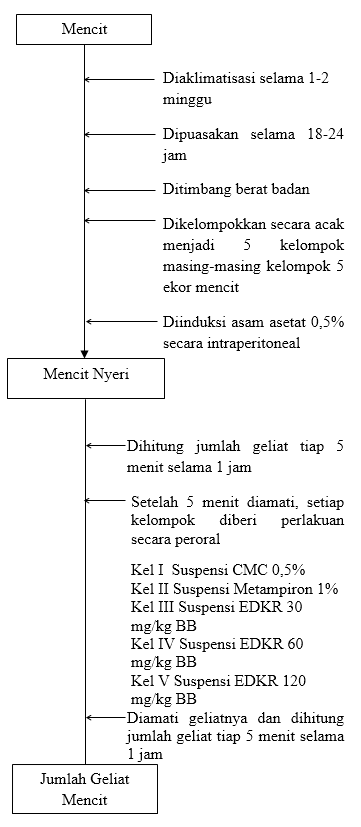 Mencit
Diaklimatisasi selama 1-2
minggu
Dipuasakan selama 18-24
jam
Ditimbang berat badan
Dikelompokkan secara acak
menjadi 5 kelompok
masing-masing kelompok 5
ekor mencit
Diinduksi asam asetat 0,5%
secara intraperitoneal
Mencit Nyeri
Dihitung jumlah geliat tiap 5
menit selama 1 jam
Setelah 5 menit diamati, setiap
kelompok diberi perlakuan
secara peroral
Kel I  Suspensi CMC 0,5%
Kel II Suspensi Metampiron 1%
Kel III Suspensi EDKR 30
mg/kg BB
Kel IV Suspensi EDKR 60
mg/kg BB
Kel V Suspensi EDKR 120
mg/kg BB
Diamati geliatnya dan dihitung
jumlah geliat tiap 5 menit selama
1 jam
Jumlah Geliat
Mencit